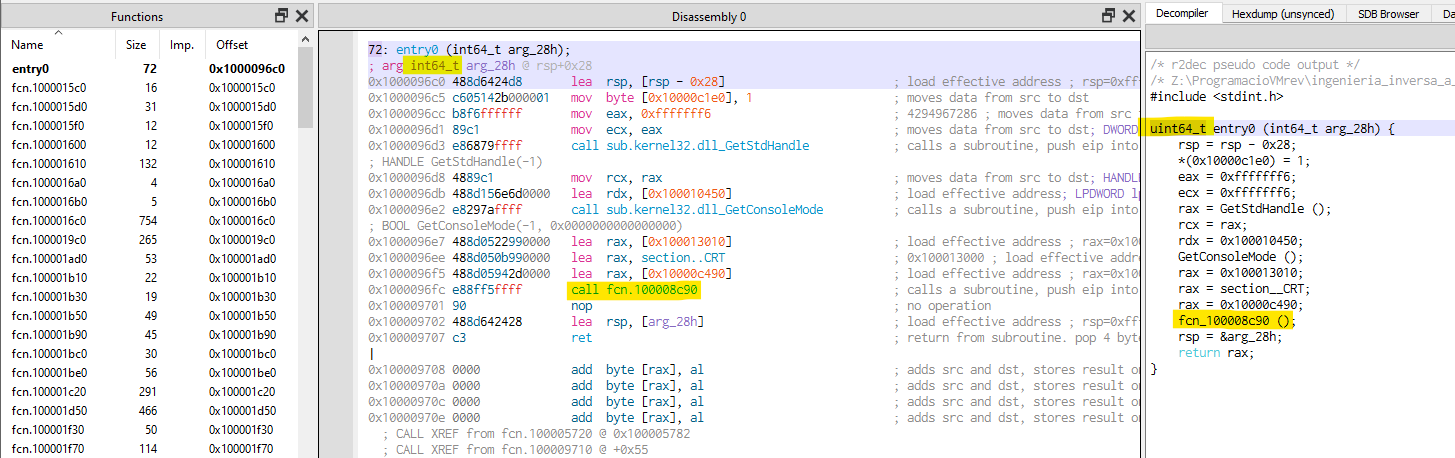 Functions
Name Size Imp. Offset
entry0 72 0x1000096c0
fcn.1000015c0 16 0x1000015c0
fcn.1000015d0 31 0x1000015d0
fcn.1000015f0 12 0x1000015f0
fcn.100001600 12 0x100001600
fcn.100001610 132 0x100001610
fcn.1000016a0 4 0x1000016a0
fcn.1000016b0 5 0x1000016b0
fcn.1000016c0 754 0x1000016c0
fcn.1000019c0 265 0x1000019c0
fcn.100001ad0 53 0x100001ad0
fcn.100001b10 22 0x100001b10
fcn.100001b30 19 0x100001b30
fcn.100001b50 49 0x100001b50
fcn.100001b90 45 0x100001b90
fcn.100001bc0 30 0x100001bc0
fcn.100001be0 56 0x100001be0
fcn.100001c20 291 0x100001c20
fcn.100001d50 466 0x100001d50
fcn.100001f30 50 0x100001f30
fcn.100001f70 114 0x100001f70
Disassembly 0
72: entry0 (int64_t arg_28h);
; arg int64_t arg_28h @ rsp+0x28
0x1000096c0 488d6424d8 lea rsp, [rsp - 0x28] ; load effective address ; rsp=0xff
0x1000096c5 c605142b000001 mov byte [0x10000c1e0], 1 ; moves data from src to dst
0x1000096cc b8f6ffffff mov eax, 0xfffffff6 ; 4294967286 ; moves data from src
0x1000096d1 89c1 mov ecx, eax ; moves data from src to dst; DWORD
0x1000096d3 e86879ffff call sub.kernel32.dll_GetStdHandle ; calls a subroutine, push eip into
; HANDLE GetStdHandle(-1)
0x1000096d8 4889c1 mov rcx, rax ; moves data from src to dst; HANDL
0x1000096db 488d156e6d0000 lea rdx, [0x100010450] ; load effective address; LPDWORD lp
0x1000096e2 e8297affff call sub.kernel32.dll_GetConsoleMode ; calls a subroutine, push eip into
; BOOL GetConsoleMode(-1, 0x0000000000000000)
0x1000096e7 488d0522990000 lea rax, [0x100013010] ; load effective address ; rax=0x100
0x1000096ee 488d050b990000 lea rax, section..CRT ; 0x100013000 ; load effective addr
0x1000096f5 488d05942d0000 lea rax, [0x10000c490] ; load effective address ; rax=0x100
0x1000096fc e88ff5ffff call fcn.100008c90 ; calls a subroutine, push eip into
0x100009701 90 nop ; no operation
0x100009702 488d642428 lea rsp, [arg_28h] ; load effective address ; rsp=0xff
0x100009707 c3 ret ; return from subroutine. pop 4 byte
0x100009708 0000 add byte [rax], al ; adds src and dst, stores result on
0x10000970a 0000 add byte [rax], al ; adds src and dst, stores result on
0x10000970c 0000 add byte [rax], al ; adds src and dst, stores result on
0x10000970e 0000 add byte [rax], al ; adds src and dst, stores result on
; CALL XREF from fcn.100005720 @ 0x100005782
; CALL XREF from fcn.100009710 @ +0x55
Decompiler Hexdump (unsynced) SDB Browser Da
/* r2dec pseudo code output */
/* Z:\ProgramacioVMrev\ingenieria_inversa_a_
#include <stdint.h>
uint64_t entry0 (int64_t arg_28h) {
rsp = rsp - 0x28;
*(0x10000c1e0) = 1;
eax = 0xfffffff6;
ecx = 0xfffffff6;
rax = GetStdHandle ();
rcx = rax;
rdx = 0x100010450;
GetConsoleMode ();
rax = 0x100013010;
rax = section__CRT;
rax = 0x10000c490;
fcn_100008c90 ();
rsp = &arg_28h;
return rax;
}